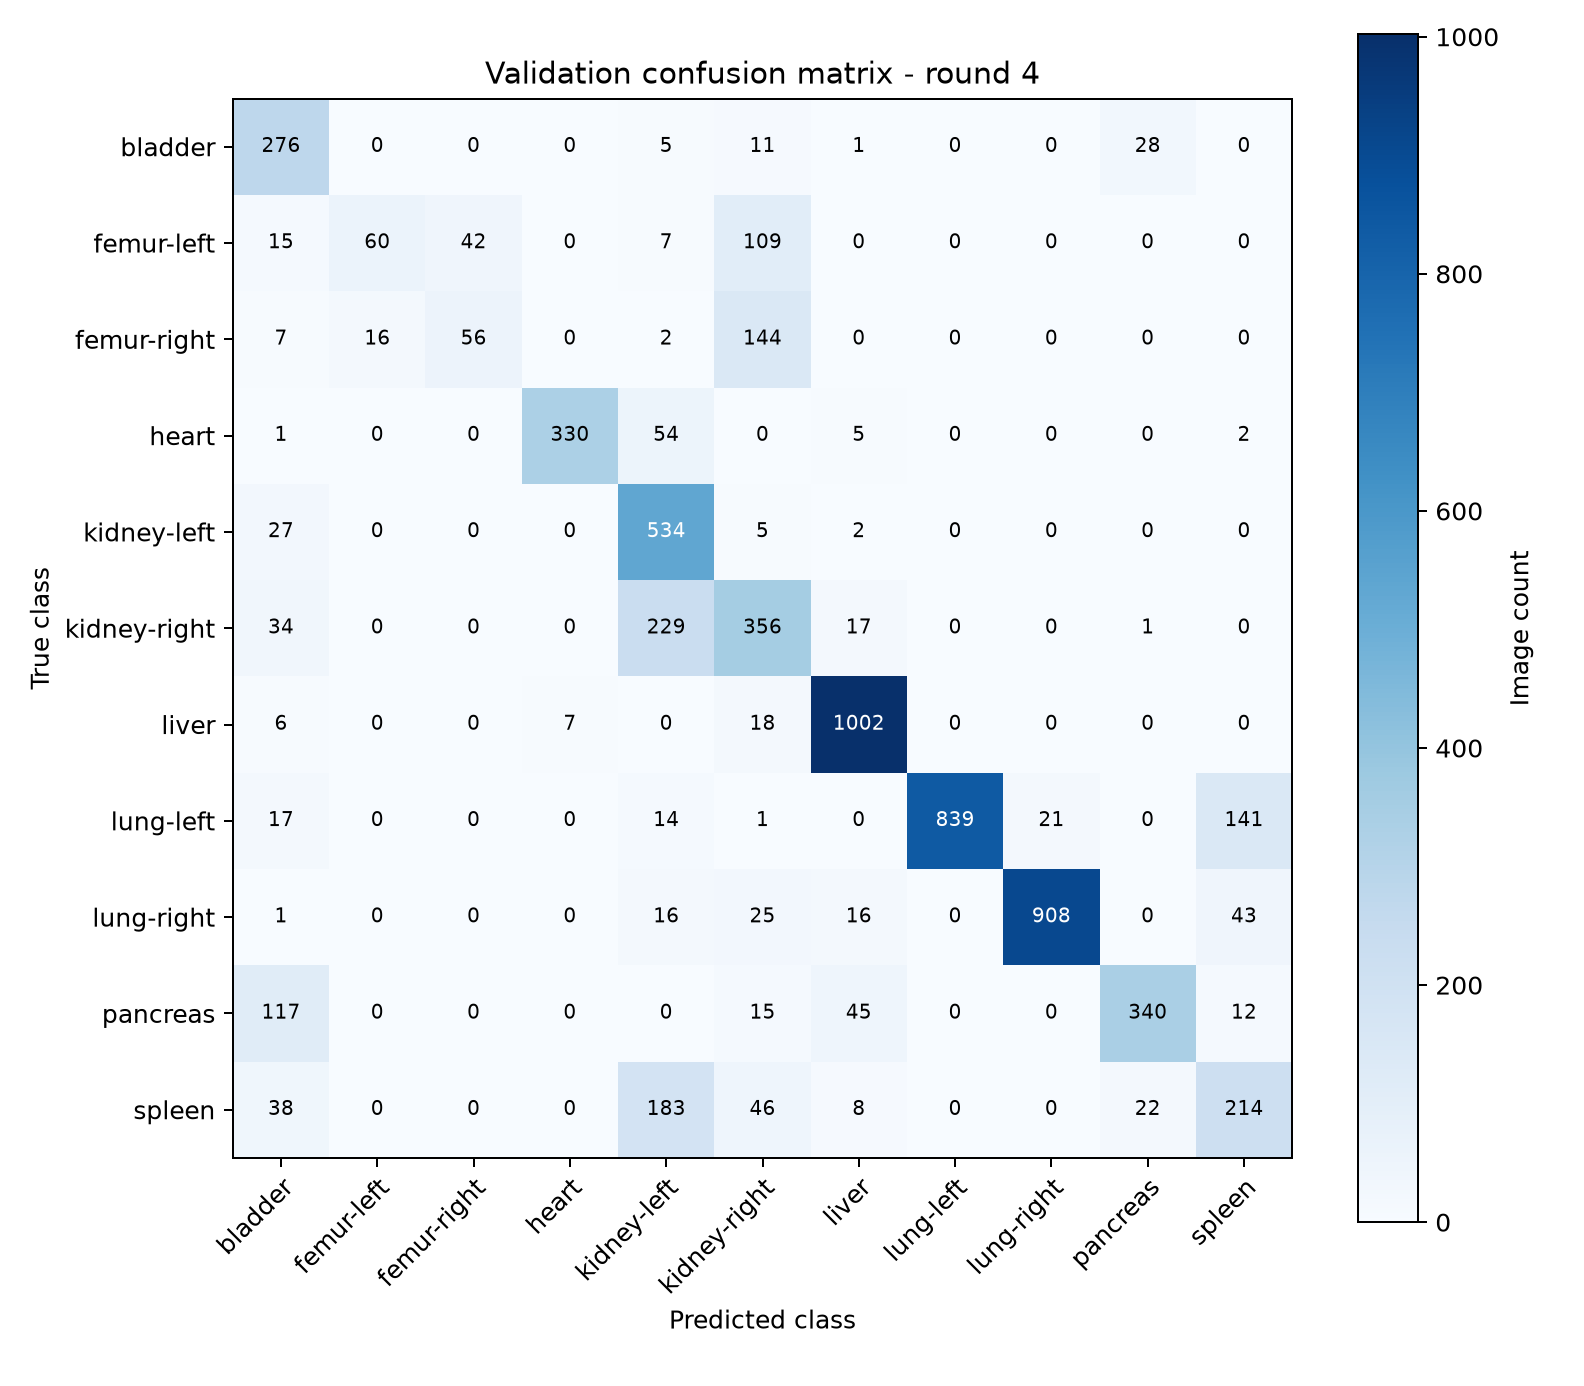 Validation confusion matrix - round 4
bladder 276 0 0 0 5 11 1 0 0 28 0
femur-left 15 60 42 0 7 109 0 0 0 0 0
femur-right 7 16 56 0 2 144 0 0 0 0 0
heart 1 0 0 330 54 0 5 0 0 0 2
kidney-left 27 0 0 0 534 5 2 0 0 0 0
kidney-right 34 0 0 0 229 356 17 0 0 1 0
liver 6 0 0 7 0 18 1002 0 0 0 0
lung-left 17 0 0 0 14 1 0 839 21 0 141
lung-right 1 0 0 0 16 25 16 0 908 0 43
pancreas 117 0 0 0 0 15 45 0 0 340 12
spleen 38 0 0 0 183 46 8 0 0 22 214
bladder femur-left femur-right heart kidney-left kidney-right liver lung-left lung-right pancreas spleen
Predicted class
True class
1000
800
600
400
200
0
Image count